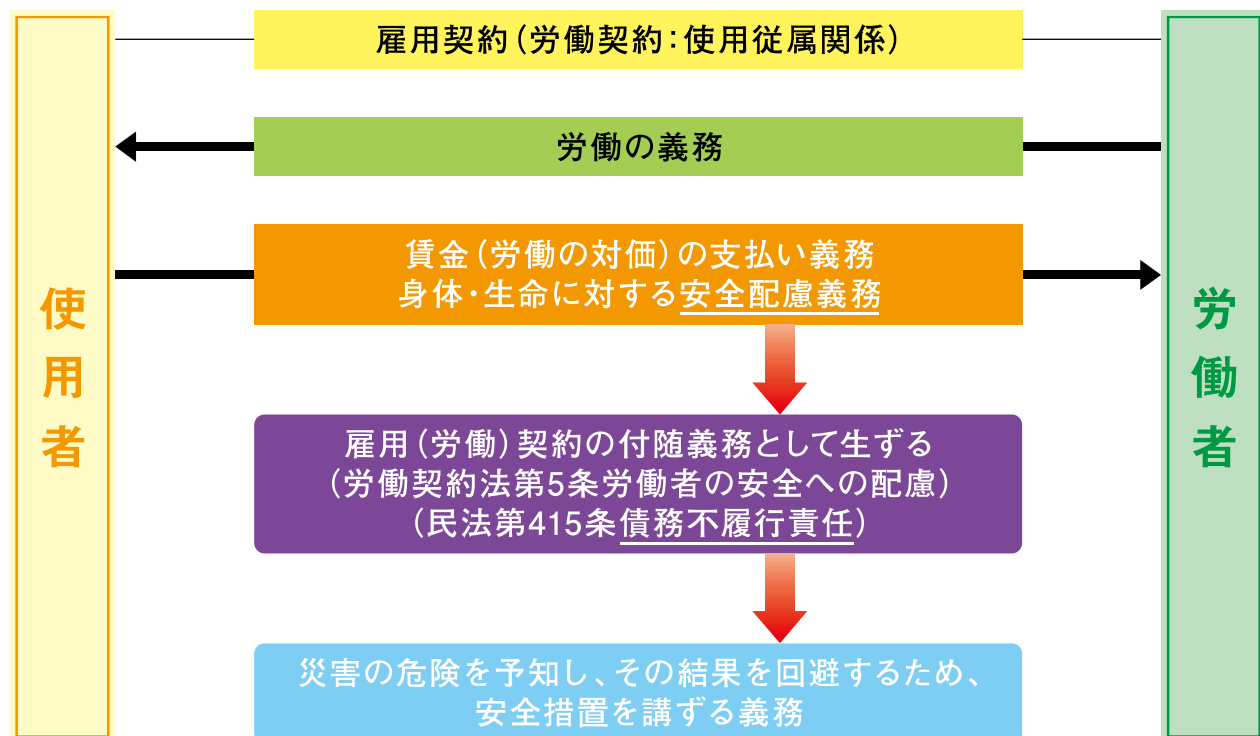 雇用契約（労働契約：使用従属関係）
労働の義務
賃金（労働の対価）の支払い義務
身体・生命に対する安全配慮義務
使用者
労働者
雇用（労働）契約の付随義務として生ずる
（労働契約法第5条労働者の安全への配慮）
（民法第415条債務不履行責任）
災害の危険を予知し、その結果を回避するため、
安全措置を講ずる義務